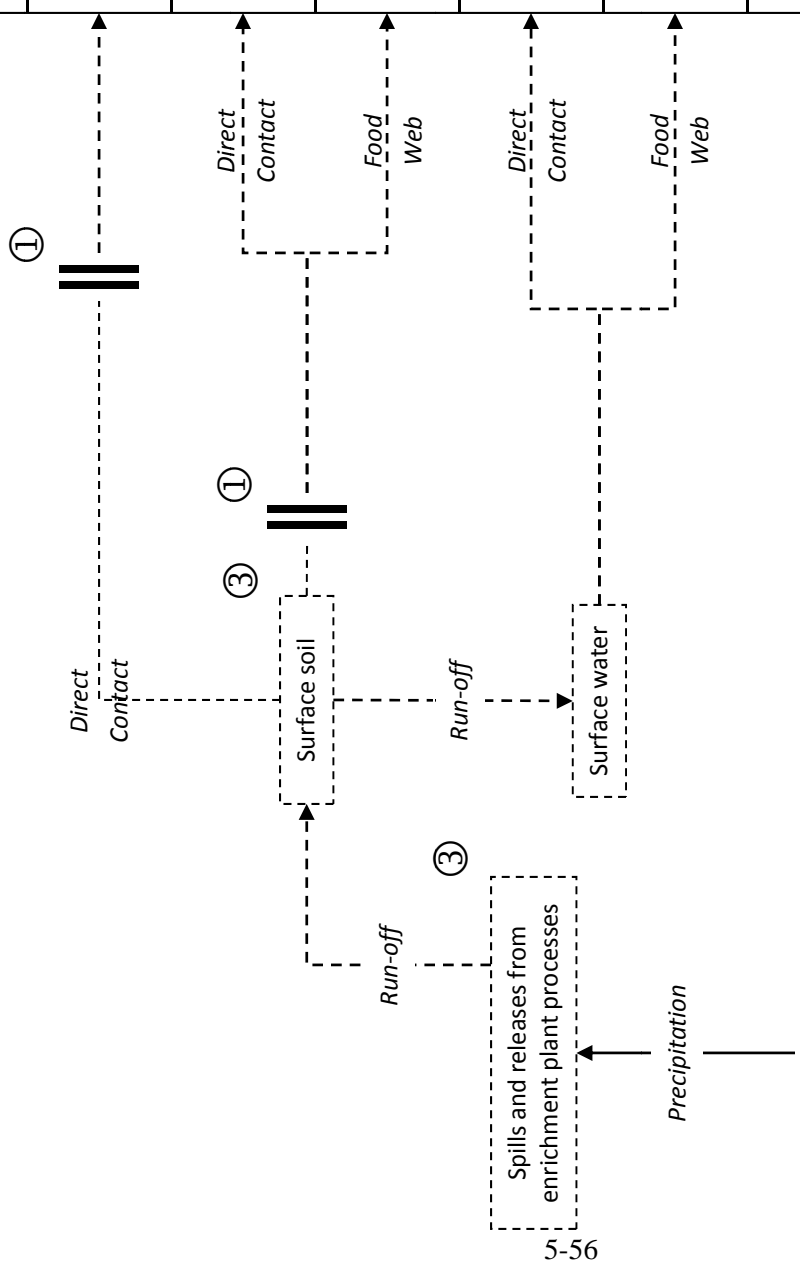 ①
Direct
Contact
Direct
Contact
Food
Web
Direct
Contact
Food
Web
①
③
Surface soil
Run-off
Surface water
③
Run-off
Spills and releases from
enrichment plant processes
Precipitation
5-56